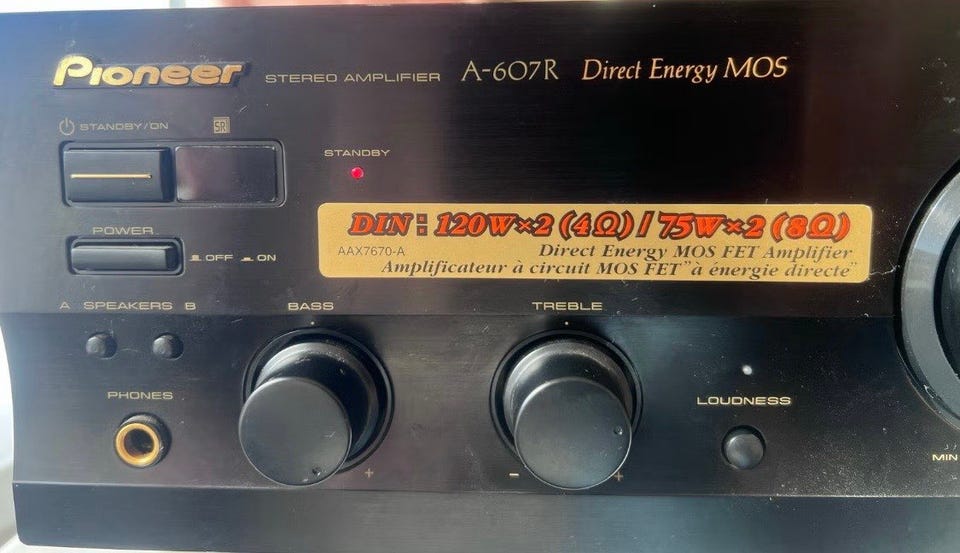 Pioneer STEREO AMPLIFIER A-607R Direct Energy MOS
STANDBY/ON SR
STANDBY
DIN: 120W×2 (4Ω) / 75W×2 (8Ω)
AAX7670-A Direct Energy MOS FET Amplifier
Amplificateur à circuit MOS FET "à énergie directe"
POWER
OFF ON
A SPEAKERS B
BASS
TREBLE
PHONES
LOUDNESS
+
- +
MIN